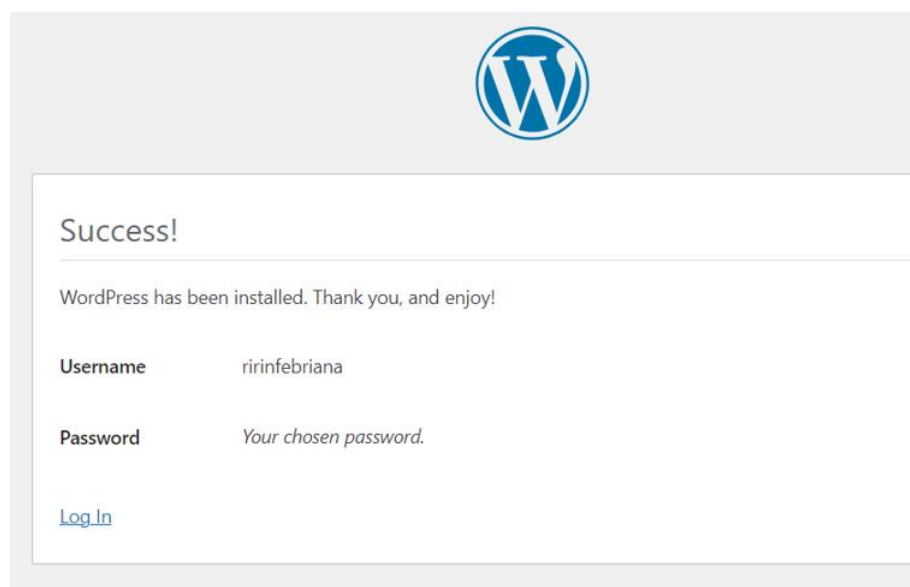 Success!
WordPress has been installed. Thank you, and enjoy!
Username ririnfebriana
Password Your chosen password.
Log In